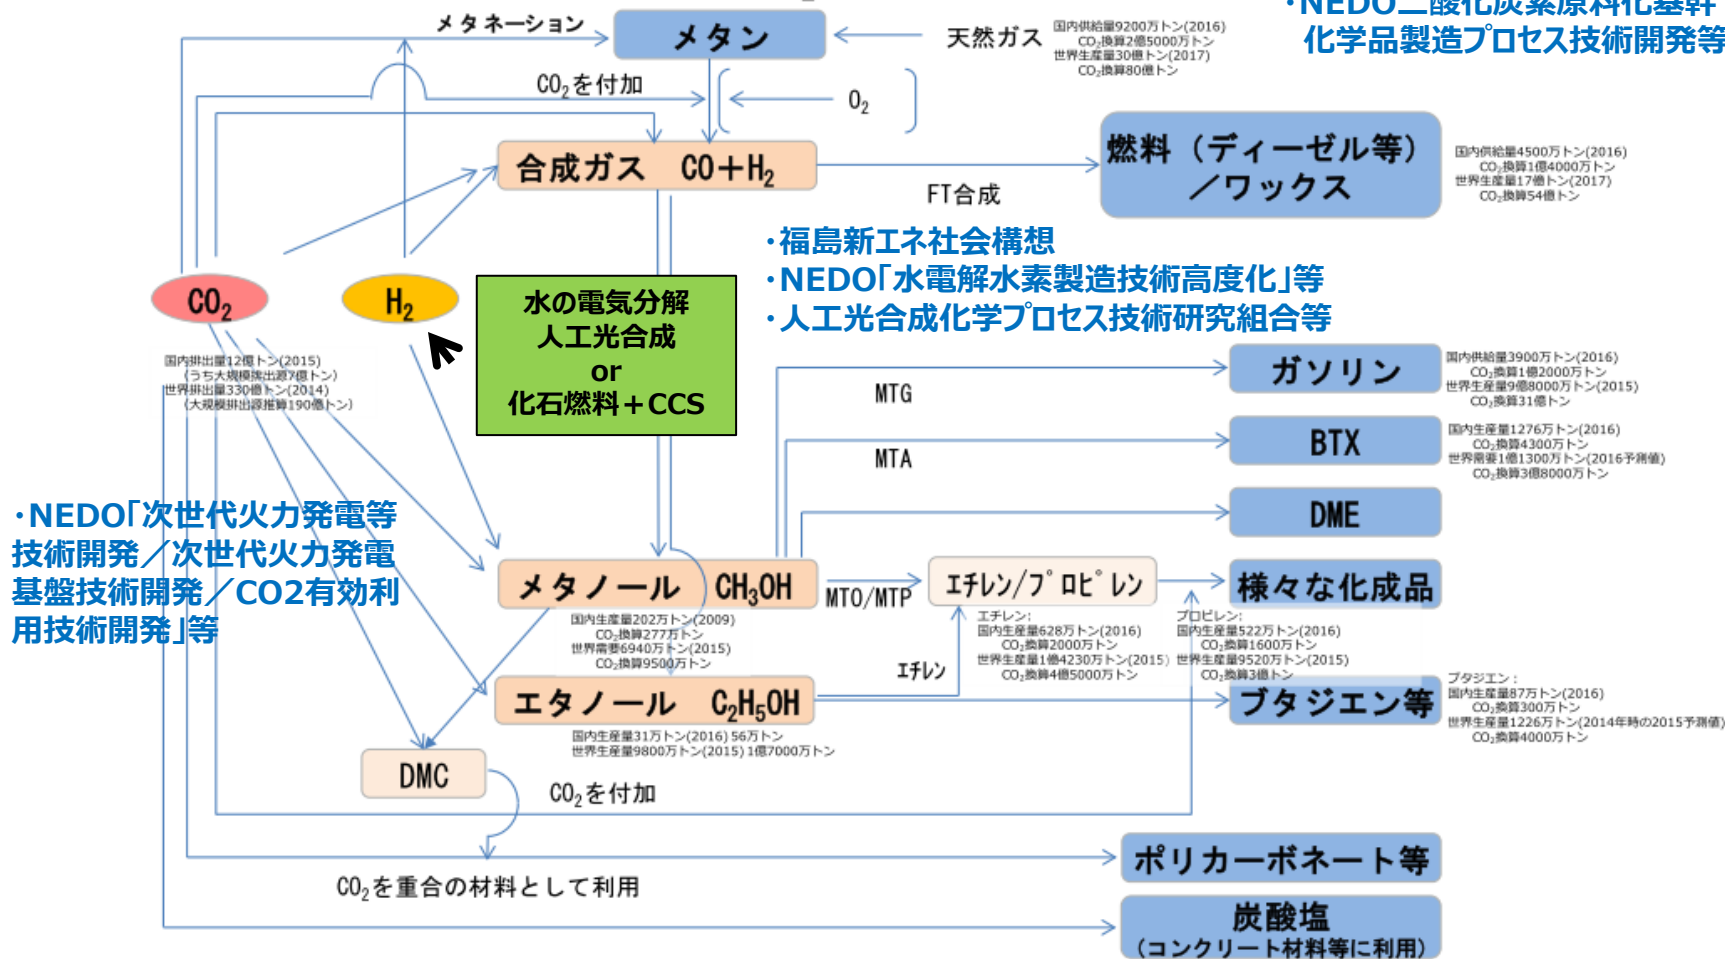 ・NEDO二酸化炭素原料化基幹
化学品製造プロセス技術開発等
メタネーション
メタン
天然ガス
国内供給量9200万トン(2016)
CO₂換算2億5000万トン
世界生産量30億トン(2017)
CO₂換算80億トン
CO₂を付加
O₂
合成ガス CO＋H₂
FT合成
燃料（ディーゼル等）
／ワックス
国内供給量4500万トン(2016)
CO₂換算1億4000万トン
世界生産量17億トン(2017)
CO₂換算54億トン
・福島新エネ社会構想
・NEDO「水電解水素製造技術高度化」等
・人工光合成化学プロセス技術研究組合等
CO₂
H₂
水の電気分解
人工光合成
or
化石燃料＋CCS
国内排出量12億トン(2015)
（うち大規模排出源7億トン）
世界排出量330億トン(2014)
（大規模排出源推算190億トン）
MTG
ガソリン
国内供給量3900万トン(2016)
CO₂換算1億2000万トン
世界生産量9億8000万トン(2015)
CO₂換算31億トン
MTA
BTX
国内生産量1276万トン(2016)
CO₂換算4300万トン
世界需要1億1300万トン(2016予測値)
CO₂換算3億8000万トン
DME
・NEDO「次世代火力発電等
技術開発／次世代火力発電
基盤技術開発／CO2有効利
用技術開発」等
メタノール CH₃OH
MTO/MTP
エチレン/プロピレン
様々な化成品
国内生産量202万トン(2009)
CO₂換算277万トン
世界需要6940万トン(2015)
CO₂換算9500万トン
エチレン:
国内生産量628万トン(2016)
CO₂換算2000万トン
世界生産量1億4230万トン(2015)
CO₂換算4億5000万トン
プロピレン:
国内生産量522万トン(2016)
CO₂換算1600万トン
世界生産量9520万トン(2015)
CO₂換算3億トン
エチレン
エタノール C₂H₅OH
ブタジエン等
ブタジエン：
国内生産量87万トン(2016)
CO₂換算300万トン
世界生産量1226万トン(2014年時の2015予測値)
CO₂換算4000万トン
国内生産量31万トン(2016) 56万トン
世界生産量9800万トン(2015) 1億7000万トン
DMC
CO₂を付加
ポリカーボネート等
CO₂を重合の材料として利用
炭酸塩
（コンクリート材料等に利用）